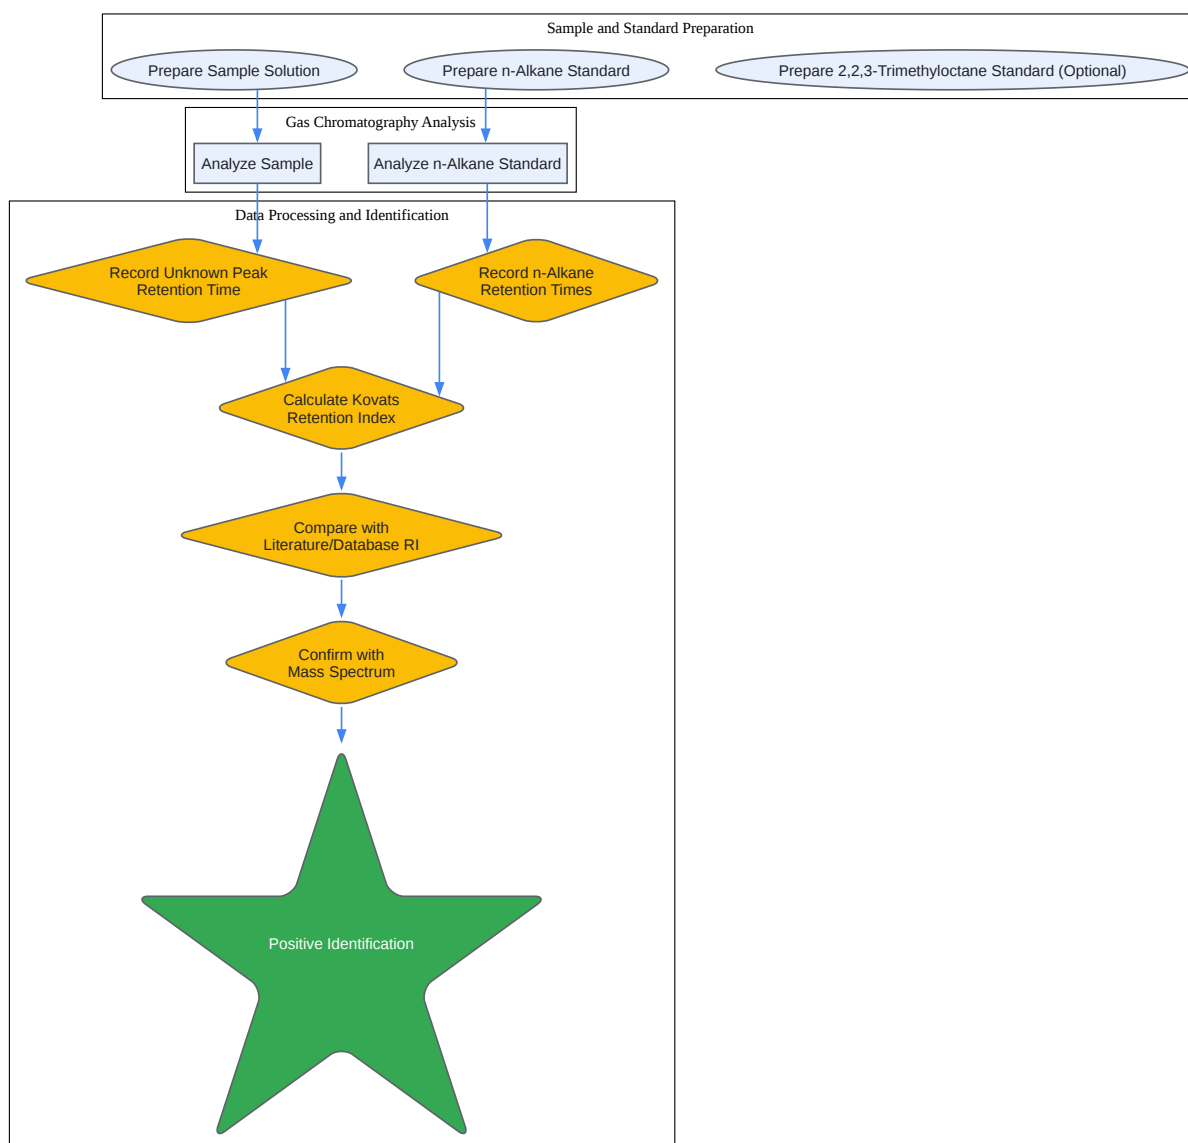 Sample and Standard Preparation
Prepare Sample Solution
Prepare n-Alkane Standard
Prepare 2,2,3-Trimethyloctane Standard (Optional)
Gas Chromatography Analysis
Analyze Sample
Analyze n-Alkane Standard
Data Processing and Identification
Record Unknown Peak
Retention Time
Record n-Alkane
Retention Times
Calculate Kovats
Retention Index
Compare with
Literature/Database RI
Confirm with
Mass Spectrum
Positive Identification